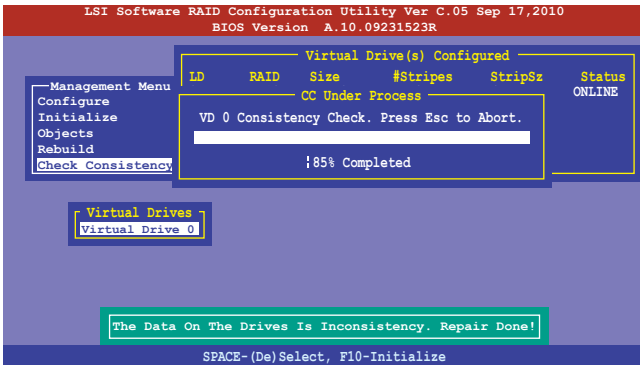 LSI Software RAID Configuration Utility Ver C.05 Sep 17,2010
BIOS Version A.10.09231523R
Virtual Drive(s) Configured
LD RAID Size #Stripes StripSz Status
ONLINE
Management Menu
Configure
Initialize
Objects
Rebuild
Check Consistency
CC Under Process
VD 0 Consistency Check. Press Esc to Abort.
85% Completed
Virtual Drives
Virtual Drive 0
The Data On The Drives Is Inconsistency. Repair Done!
SPACE-(De)Select, F10-Initialize